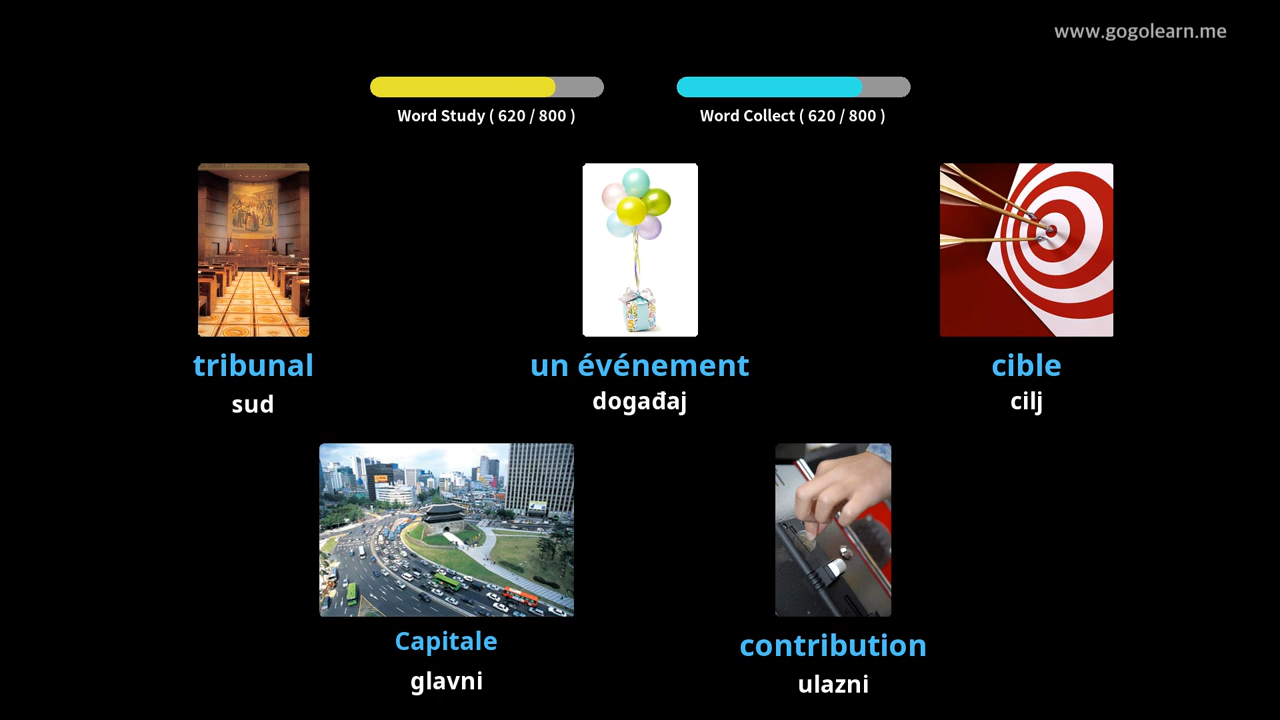 www.gogolearn.me
Word Study ( 620 / 800 )
Word Collect ( 620 / 800 )
tribunal
sud
un événement
događaj
cible
cilj
Capitale
glavni
contribution
ulazni